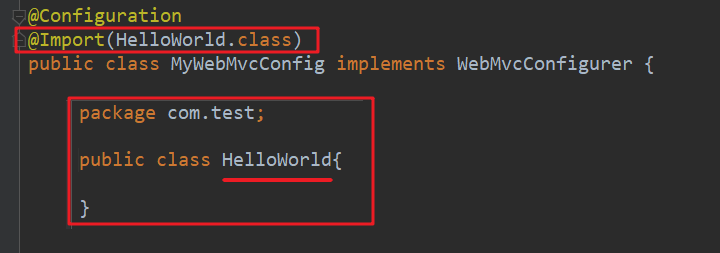 @Configuration
@Import(HelloWorld.class)
public class MyWebMvcConfig implements WebMvcConfigurer {
package com.test;
public class HelloWorld{
}